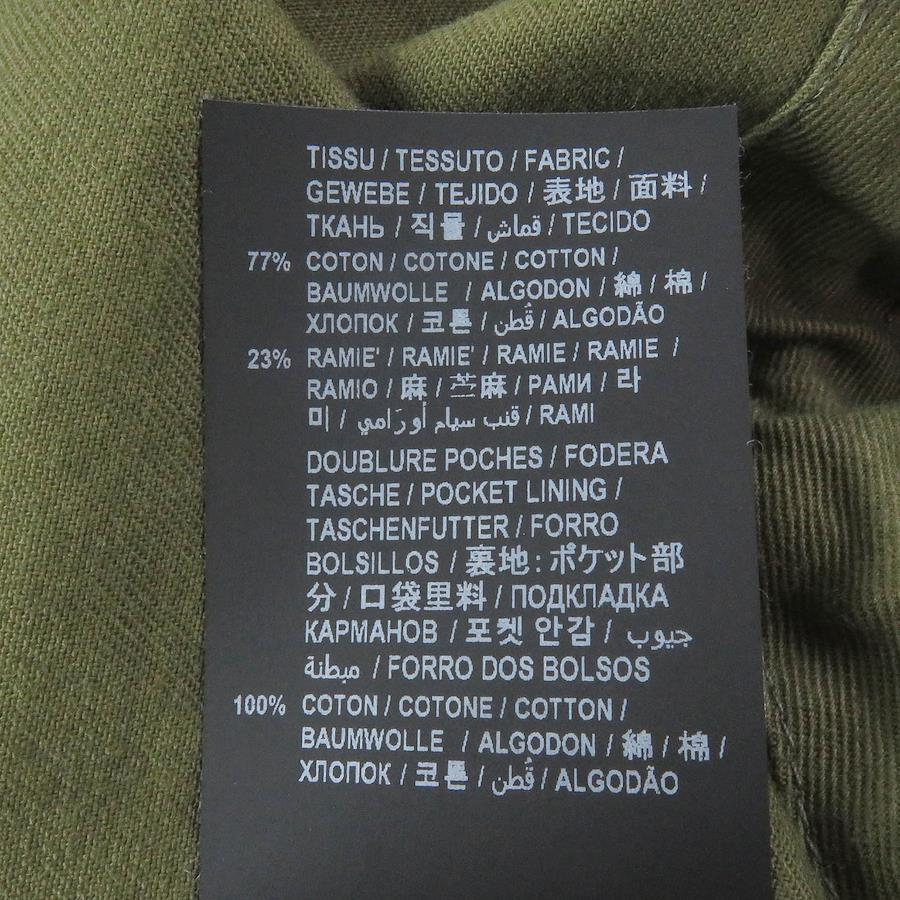 TISSU / TESSUTO / FABRIC /
GEWEBE / TEJIDO / 表地 / 面料 /
ТКАНЬ / 직물 / قماش / TECIDO
77% COTON / COTONE / COTTON /
BAUMWOLLE / ALGODON / 綿 / 棉 /
ХЛОПОК / 코튼 / قُطن / ALGODÃO
23% RAMIE' / RAMIE' / RAMIE / RAMIE /
RAMIO / 麻 / 苎麻 / РАМИ / 라
미 / قنب سيام أو رَامي / RAMI
DOUBLURE POCHES / FODERA
TASCHE / POCKET LINING /
TASCHENFUTTER / FORRO
BOLSILLOS / 裏地: ポケット部
分 / 口袋里料 / ПОДКЛАДКА
КАРМАНОВ / 포켓 안감 / جيوب
مبطنة / FORRO DOS BOLSOS
100% COTON / COTONE / COTTON /
BAUMWOLLE / ALGODON / 綿 / 棉 /
ХЛОПОК / 코튼 / قُطن / ALGODÃO